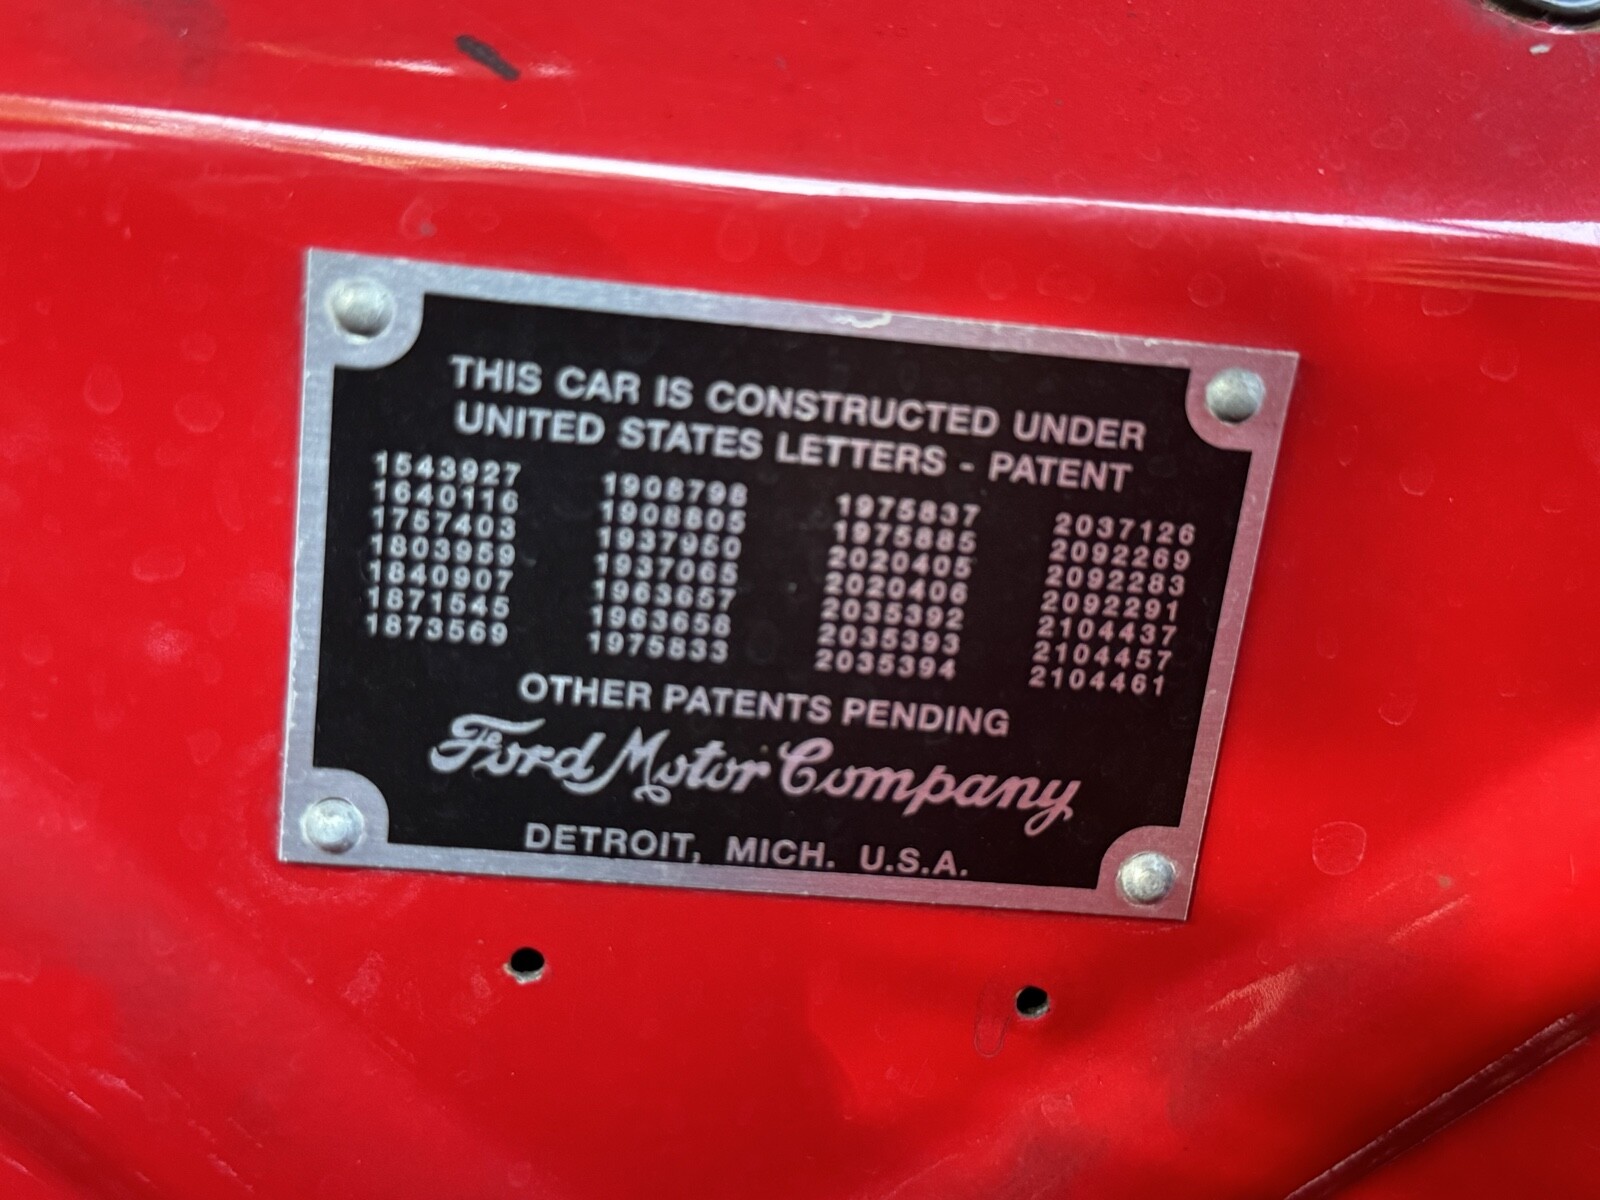 THIS CAR IS CONSTRUCTED UNDER
UNITED STATES LETTERS - PATENT
1543927 1908798 1975837 2037126
1640116 1908805 1975885 2092269
1757403 1937950 2020405 2092283
1803959 1937065 2020406 2092291
1840907 1963657 2035392 2104437
1871545 1963658 2035393 2104457
1873569 1975833 2035394 2104461
OTHER PATENTS PENDING
Ford Motor Company
DETROIT, MICH. U.S.A.